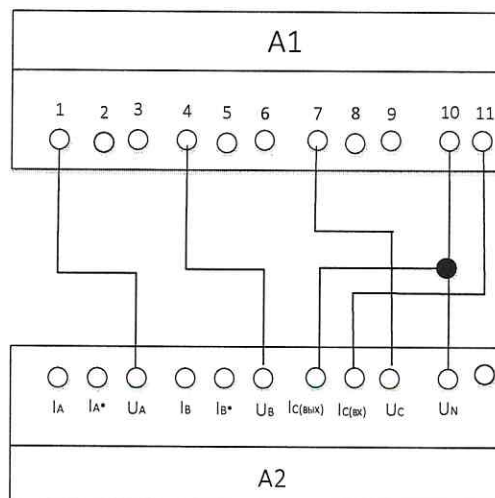 A1
1 2 3 4 5 6 7 8 9 10 11
IA IA* UA IB IB* UB IC(вых) IC(вх) UC UN
A2